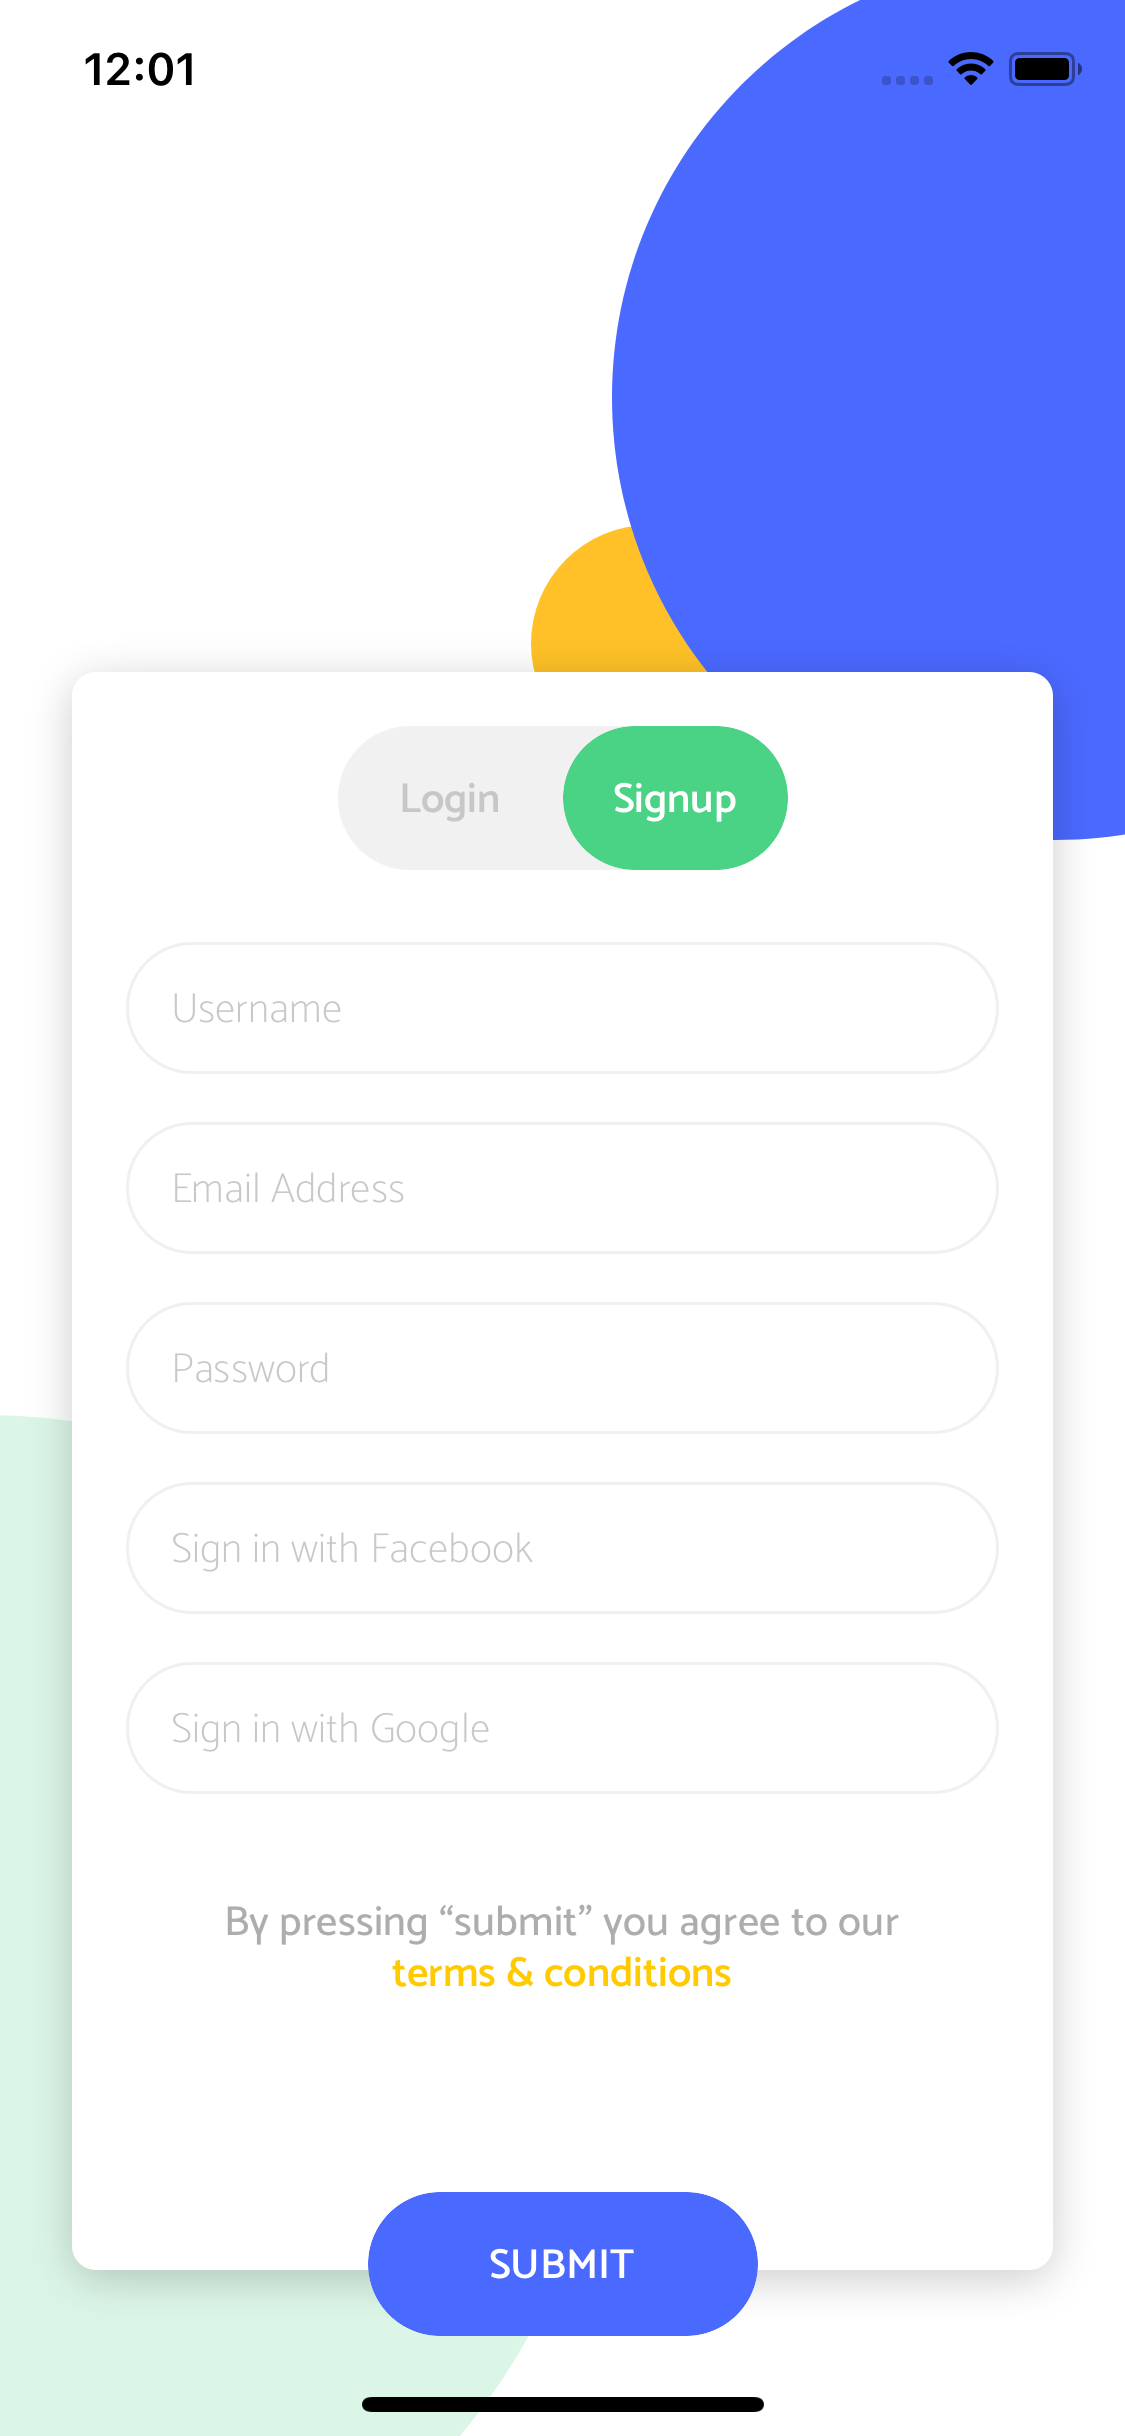 12:01
Login
Signup
Username
Email Address
Password
Sign in with Facebook
Sign in with Google
By pressing “submit” you agree to our
terms & conditions
SUBMIT